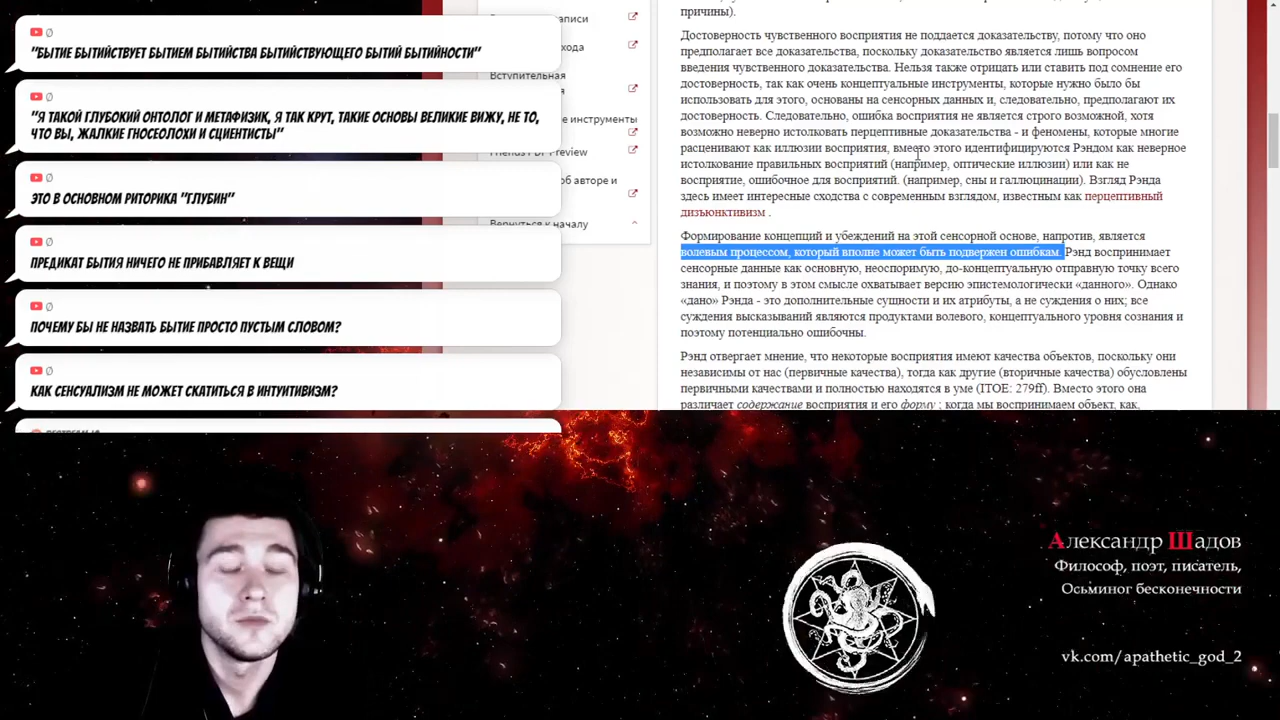 Ø
"БЫТИЕ БЫТИЙСТВУЕТ БЫТИЕМ БЫТИЙСТВА БЫТИЙСТВУЮЩЕГО БЫТИЙ БЫТИЙНОСТИ"
Ø
"Я ТАКОЙ ГЛУБОКИЙ ОНТОЛОГ И МЕТАФИЗИК, Я ТАК КРУТ, ТАКИЕ ОСНОВЫ ВЕЛИКИЕ ВИЖУ, НЕ ТО,
ЧТО ВЫ, ЖАЛКИЕ ГНОСЕОЛОХИ И СЦИЕНТИСТЫ"
Ø
ЭТО В ОСНОВНОМ РИТОРИКА "ГЛУБИН"
Ø
ПРЕДИКАТ БЫТИЯ НИЧЕГО НЕ ПРИБАВЛЯЕТ К ВЕЩИ
Ø
ПОЧЕМУ БЫ НЕ НАЗВАТЬ БЫТИЕ ПРОСТО ПУСТЫМ СЛОВОМ?
Ø
КАК СЕНСУАЛИЗМ НЕ МОЖЕТ СКАТИТЬСЯ В ИНТУИТИВИЗМ?
Вступительная
инструменты
Preview
об авторе и
Вернуться к началу
причины).
Достоверность чувственного восприятия не поддается доказательству, потому что оно
предполагает все доказательства, поскольку доказательство является лишь вопросом
введения чувственного доказательства. Нельзя также отрицать или ставить под сомнение его
достоверность, так как очень концептуальные инструменты, которые нужно было бы
использовать для этого, основаны на сенсорных данных и, следовательно, предполагают их
достоверность. Следовательно, ошибка восприятия не является строго возможной, хотя
возможно неверно истолковать перцептивные доказательства - и феномены, которые многие
расценивают как иллюзии восприятия, вместо этого идентифицируются Рэндом как неверное
истолкование правильных восприятий (например, оптические иллюзии) или как не
восприятие, ошибочное для восприятий. (например, сны и галлюцинации). Взгляд Рэнда
здесь имеет интересные сходства с современным взглядом, известным как перцептивный
дизъюнктивизм .
Формирование концепций и убеждений на этой сенсорной основе, напротив, является
волевым процессом, который вполне может быть подвержен ошибкам. Рэнд воспринимает
сенсорные данные как основную, неоспоримую, до-концептуальную отправную точку всего
знания, и поэтому в этом смысле охватывает версию эпистемологически «данного». Однако
«дано» Рэнда - это дополнительные сущности и их атрибуты, а не суждения о них; все
суждения высказываний являются продуктами волевого, концептуального уровня сознания и
поэтому потенциально ошибочны.
Рэнд отвергает мнение, что некоторые восприятия имеют качества объектов, поскольку они
независимы от нас (первичные качества), тогда как другие (вторичные качества) обусловлены
первичными качествами и полностью находятся в уме (ITOE: 279ff). Вместо этого она
различает содержание восприятия и его форму ; когда мы воспринимаем объект, как,
Александр Шадов
Философ, поэт, писатель,
Осьминог бесконечности
vk.com/apathetic_god_2